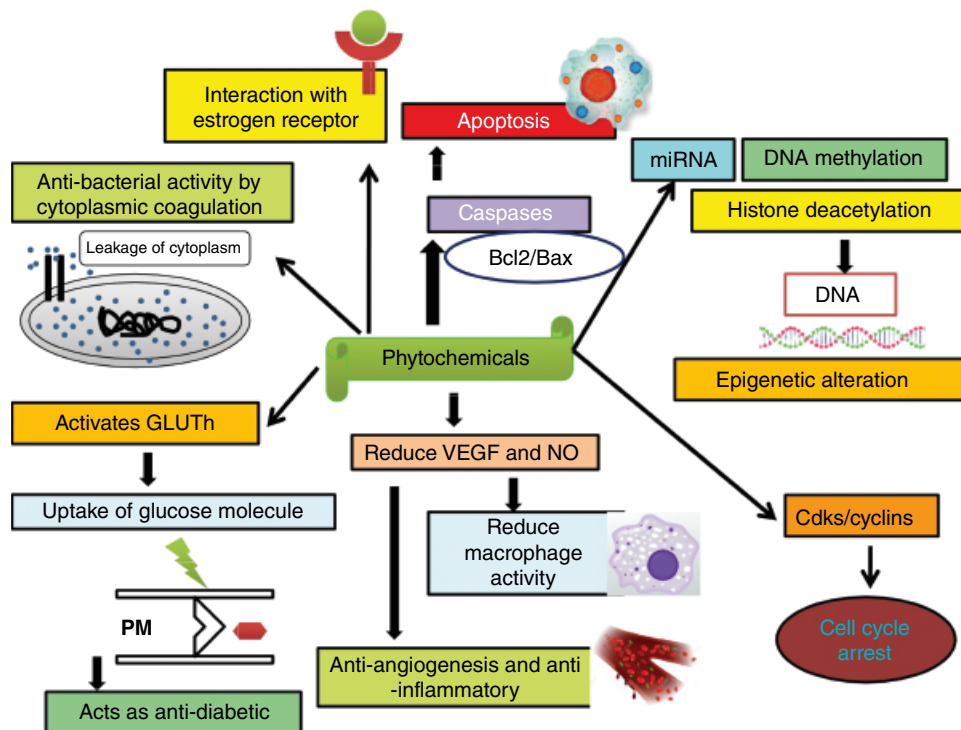 Interaction with
estrogen receptor
Apoptosis
miRNA
DNA methylation
Anti-bacterial activity by
cytoplasmic coagulation
Caspases
Histone deacetylation
Leakage of cytoplasm
Bcl2/Bax
DNA
Phytochemicals
Epigenetic alteration
Activates GLUTh
Reduce VEGF and NO
Uptake of glucose molecule
Reduce
macrophage
activity
Cdks/cyclins
PM
Cell cycle
arrest
Anti-angiogenesis and anti
-inflammatory
Acts as anti-diabetic